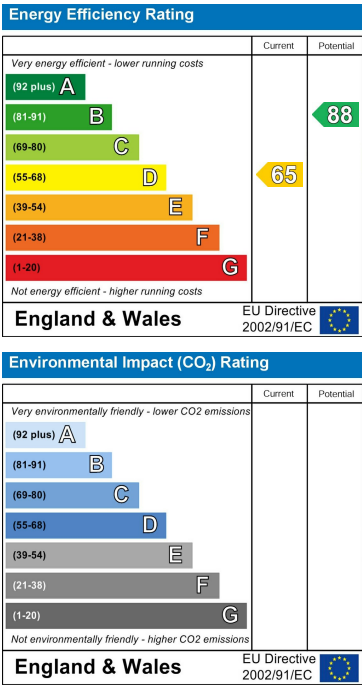 Energy Efficiency Rating
Current Potential
Very energy efficient - lower running costs
(92 plus) A
(81-91) B
88
(69-80) C
(55-68) D
65
(39-54) E
(21-38) F
(1-20) G
Not energy efficient - higher running costs
England & Wales
EU Directive
2002/91/EC
Environmental Impact (CO₂) Rating
Current Potential
Very environmentally friendly - lower CO2 emissions
(92 plus) A
(81-91) B
(69-80) C
(55-68) D
(39-54) E
(21-38) F
(1-20) G
Not environmentally friendly - higher CO2 emissions
England & Wales
EU Directive
2002/91/EC